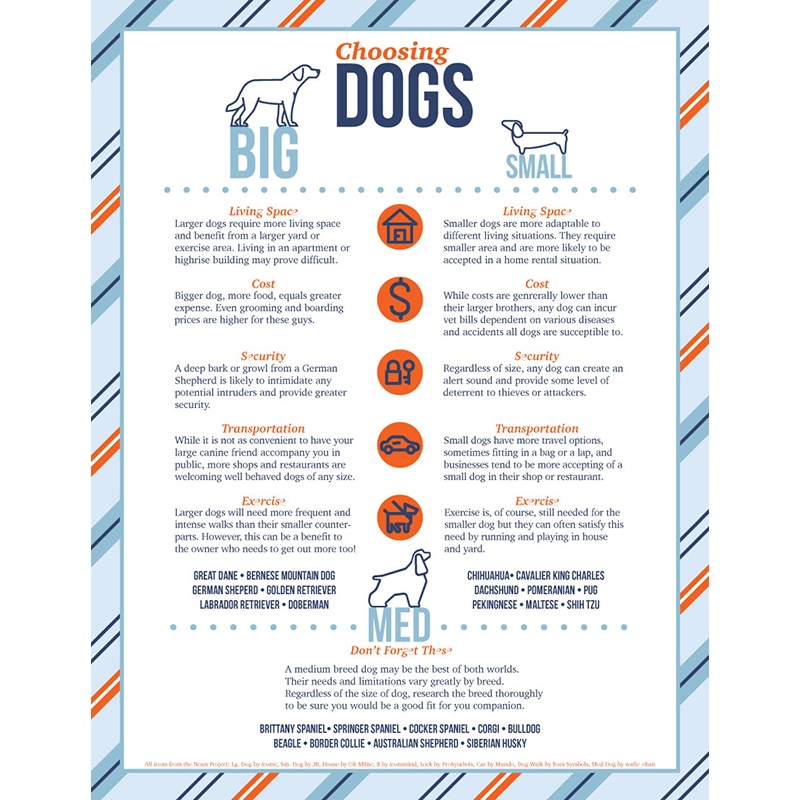 Choosing
DOGS
BIG
SMALL
Living Space
Larger dogs require more living space
and benefit from a larger yard or
exercise area. Living in an apartment or
highrise building may prove difficult.
Living Space
Smaller dogs are more adaptable to
different living situations. They require
smaller area and are more likely to be
accepted in a home rental situation.
Cost
Bigger dog, more food, equals greater
expense. Even grooming and boarding
prices are higher for these guys.
$
Cost
While costs are genrerally lower than
their larger brothers, any dog can incur
vet bills dependent on various diseases
and accidents all dogs are succeptible to.
Security
A deep bark or growl from a German
Shepherd is likely to intimidate any
potential intruders and provide greater
security.
Security
Regardless of size, any dog can create an
alert sound and provide some level of
deterrent to thieves or attackers.
Transportation
While it is not as convenient to have your
large canine friend accompany you in
public, more shops and restaurants are
welcoming well behaved dogs of any size.
Transportation
Small dogs have more travel options,
sometimes fitting in a bag or a lap, and
businesses tend to be more accepting of a
small dog in their shop or restaurant.
Exercise
Larger dogs will need more frequent and
intense walks than their smaller counter-
parts. However, this can be a benefit to
the owner who needs to get out more too!
Exercise
Exercise is, of course, still needed for the
smaller dog but they can often satisfy this
need by running and playing in house
and yard.
GREAT DANE • BERNESE MOUNTAIN DOG
GERMAN SHEPERD • GOLDEN RETRIEVER
LABRADOR RETRIEVER • DOBERMAN
CHIHUAHUA• CAVALIER KING CHARLES
DACHSHUND • POMERANIAN • PUG
PEKINGNESE • MALTESE • SHIH TZU
MED
Don't Forget These
A medium breed dog may be the best of both worlds.
Their needs and limitations vary greatly by breed.
Regardless of the size of dog, research the breed thoroughly
to be sure you would be a good fit for you companion.
BRITTANY SPANIEL• SPRINGER SPANIEL • COCKER SPANIEL • CORGI • BULLDOG
BEAGLE • BORDER COLLIE • AUSTRALIAN SHEPHERD • SIBERIAN HUSKY
All icons from the Noun Project: Lg. Dog by Iconic, Sm. Dog by JB, House by Oli Milne, $ by iconsmind, Lock by ProSymbols, Car by Mundo, Dog Walk by Born Symbols, Med Dog by